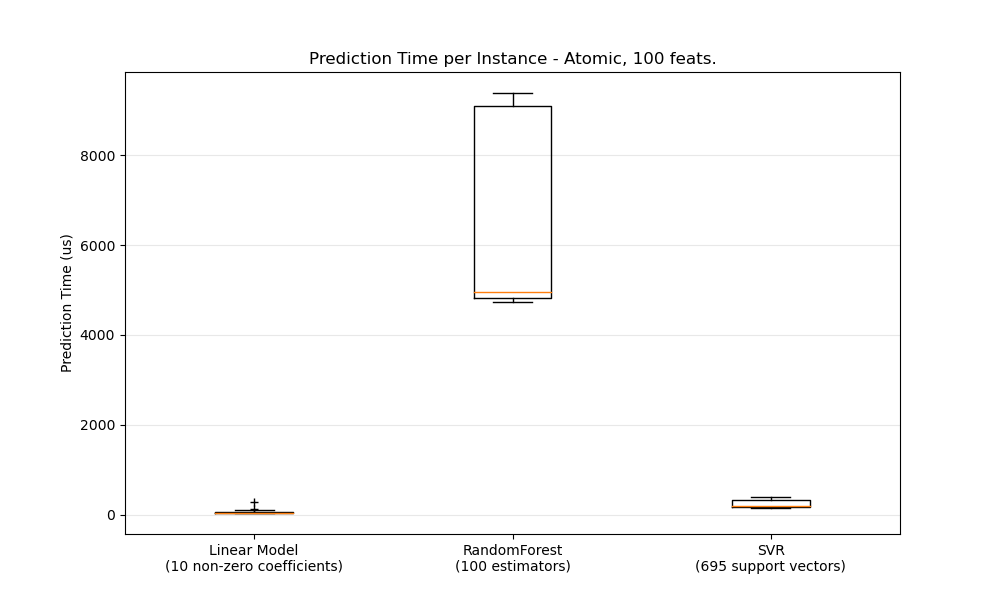 Prediction Time per Instance - Atomic, 100 feats.
Prediction Time (us)
8000
6000
4000
2000
0
Linear Model
(10 non-zero coefficients)
RandomForest
(100 estimators)
SVR
(695 support vectors)